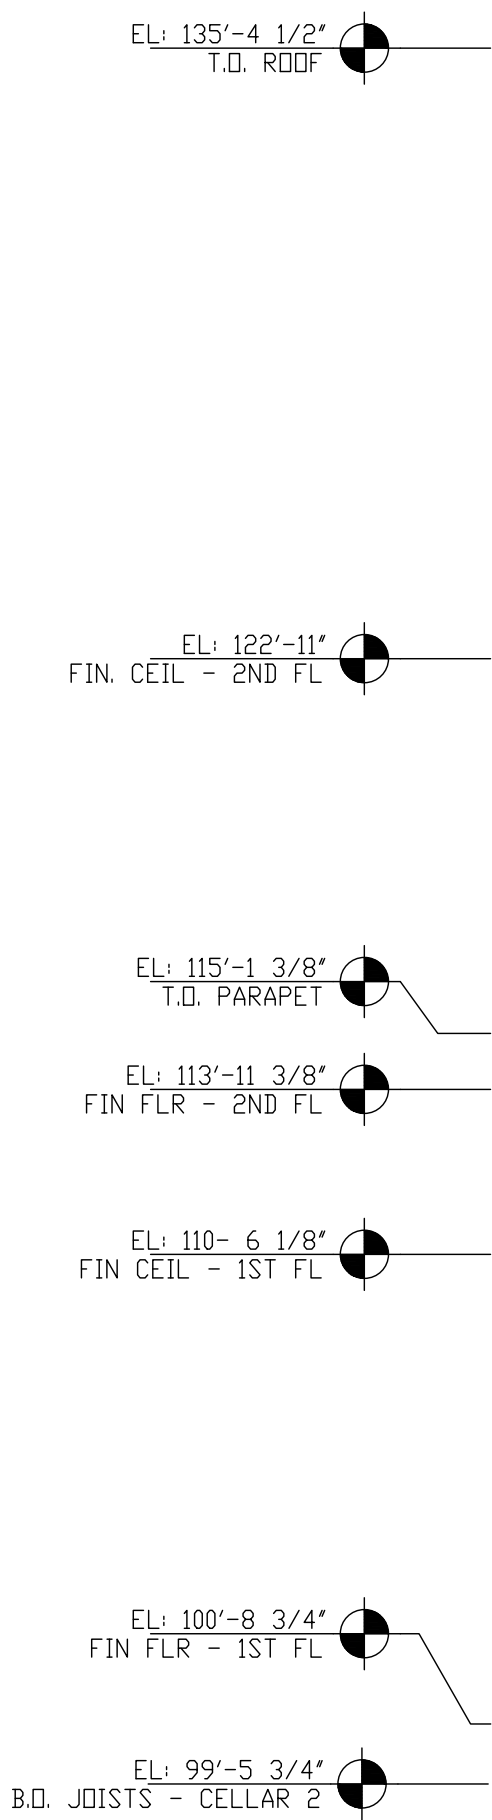 EL: 135'-4 1/2"
T.O. ROOF
EL: 122'-11"
FIN. CEIL - 2ND FL
EL: 115'-1 3/8"
T.O. PARAPET
EL: 113'-11 3/8"
FIN FLR - 2ND FL
EL: 110- 6 1/8"
FIN CEIL - 1ST FL
EL: 100'-8 3/4"
FIN FLR - 1ST FL
EL: 99'-5 3/4"
B.O. JOISTS - CELLAR 2